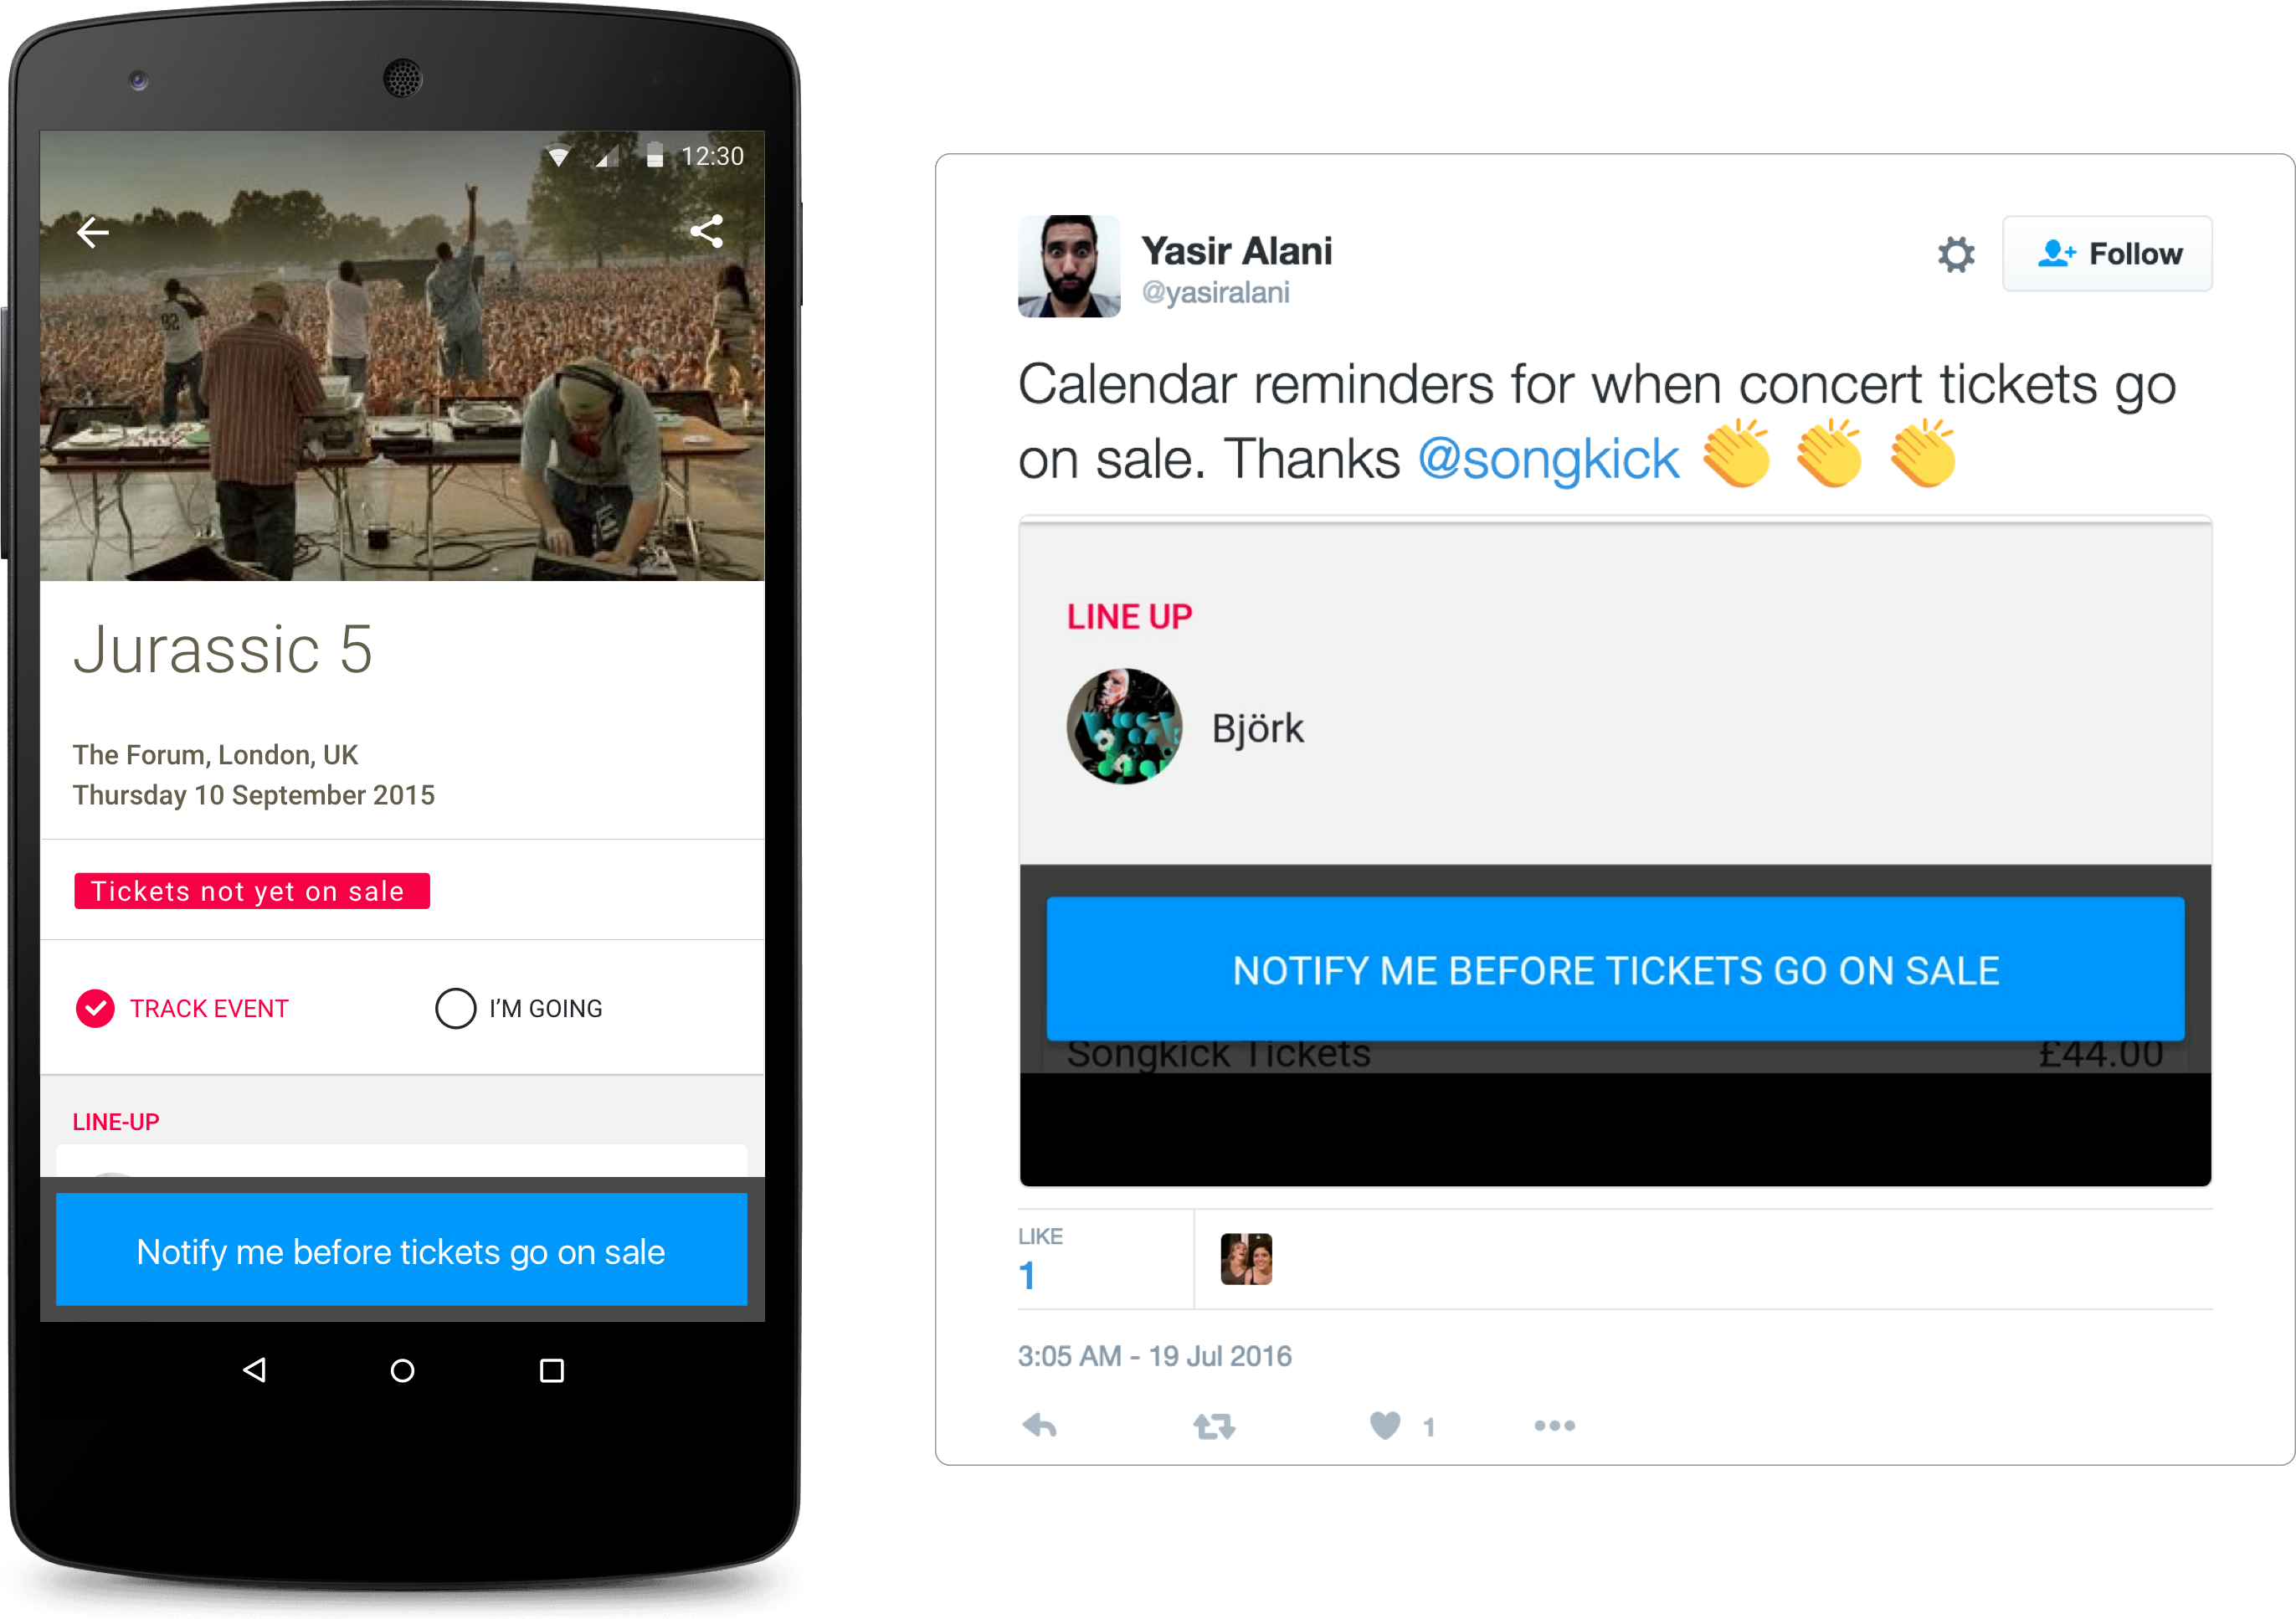 12:30
92
Jurassic 5
The Forum, London, UK
Thursday 10 September 2015
Tickets not yet on sale
TRACK EVENT
I'M GOING
LINE-UP
Notify me before tickets go on sale
Yasir Alani
@yasiralani
Follow
Calendar reminders for when concert tickets go
on sale. Thanks @songkick 👏 👏 👏
LINE UP
Björk
NOTIFY ME BEFORE TICKETS GO ON SALE
Songkick Tickets £44.00
LIKE
1
3:05 AM - 19 Jul 2016
1